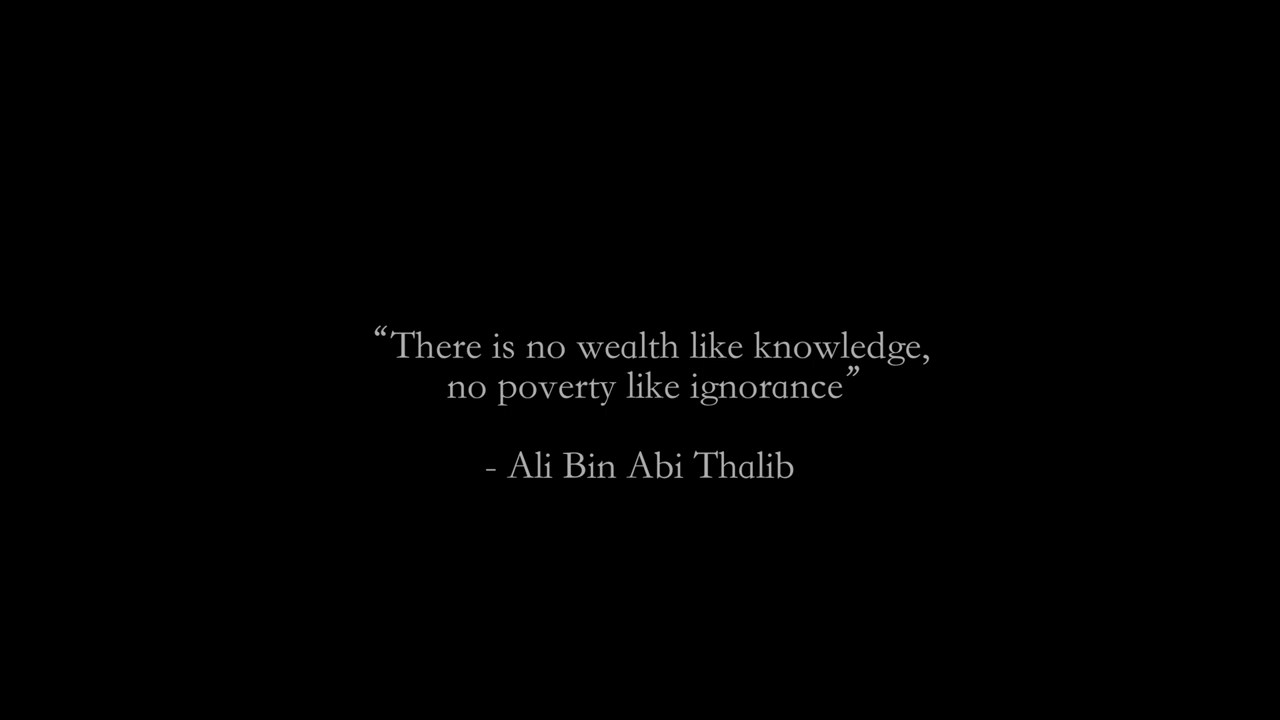 “There is no wealth like knowledge,
no poverty like ignorance”
- Ali Bin Abi Thalib